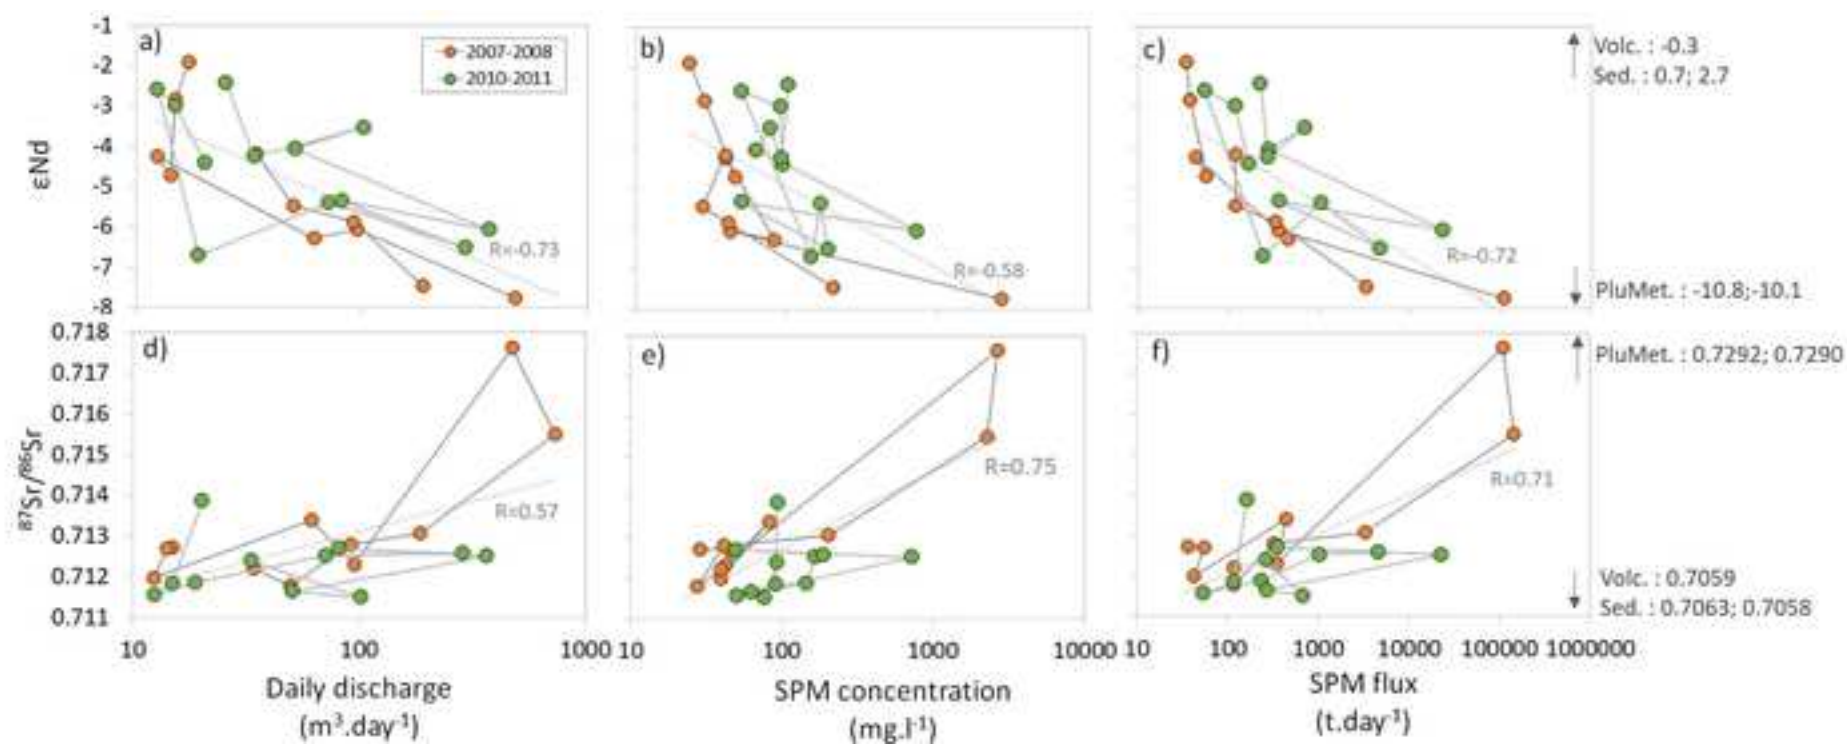 -1
-2
-3
-4
-5
-6
-7
-8
εNd
a)
2007-2008
2010-2011
R=-0.73
b)
R=-0.58
c)
R=-0.72
Volc. : -0.3
Sed. : 0.7; 2.7
PluMet. : -10.8;-10.1
0.718
0.717
0.716
0.715
0.714
0.713
0.712
0.711
⁸⁷Sr/⁸⁶Sr
d)
R=0.57
e)
R=0.75
f)
R=0.71
PluMet. : 0.7292; 0.7290
Volc. : 0.7059
Sed. : 0.7063; 0.7058
10 100 1000
10 100 1000 10000
10 100 1000 10000 100000 1000000
Daily discharge
(m³.day⁻¹)
SPM concentration
(mg.l⁻¹)
SPM flux
(t.day⁻¹)